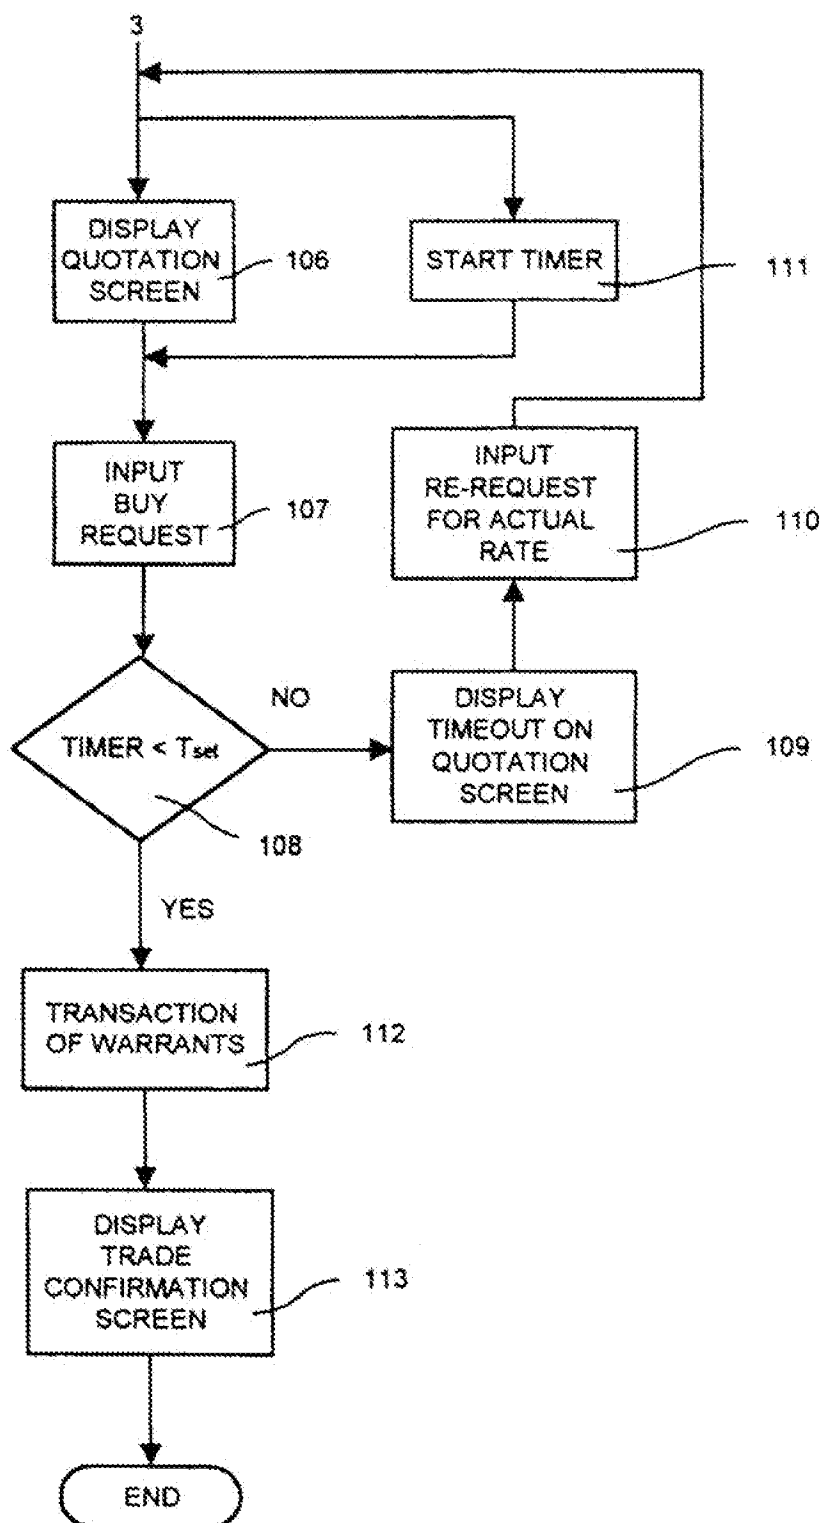 3
DISPLAY
QUOTATION
SCREEN
106
START TIMER
111
INPUT
BUY
REQUEST
107
INPUT
RE-REQUEST
FOR ACTUAL
RATE
110
TIMER < Tset
108
NO
DISPLAY
TIMEOUT ON
QUOTATION
SCREEN
109
YES
TRANSACTION
OF WARRANTS
112
DISPLAY
TRADE
CONFIRMATION
SCREEN
113
END